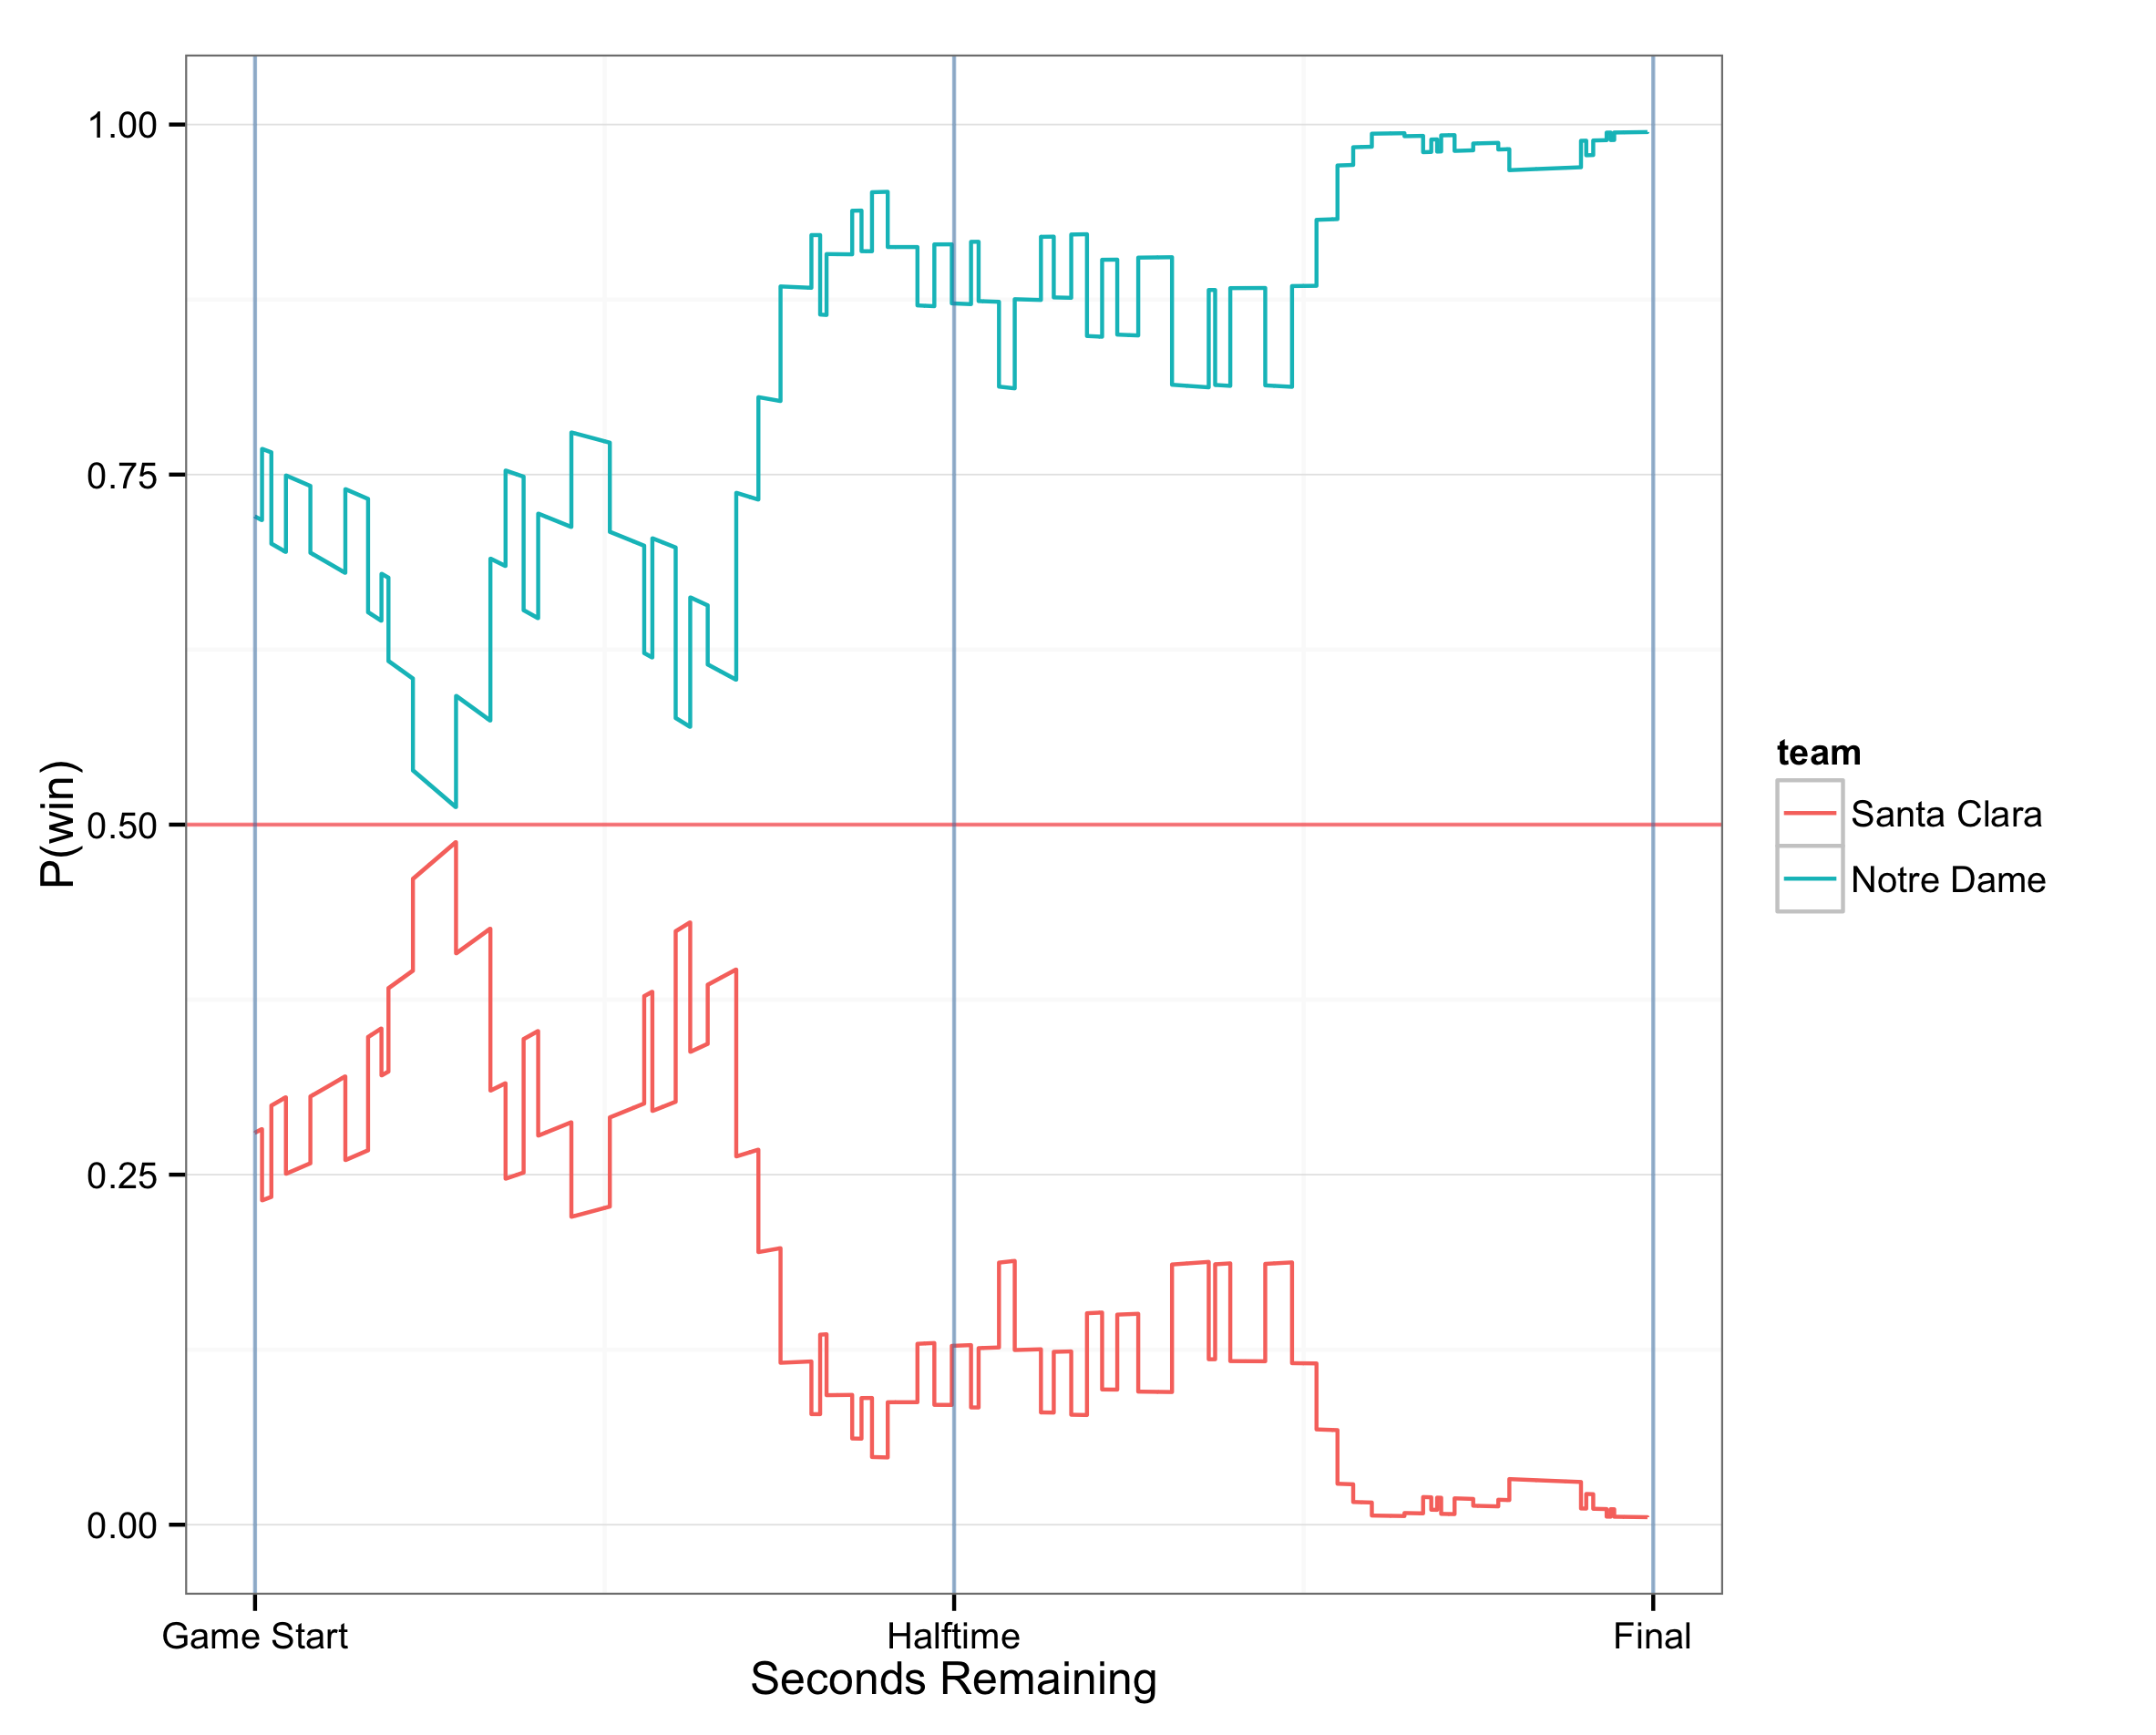 1.00
0.75
0.50
0.25
0.00
P(win)
Game Start
Halftime
Final
Seconds Remaining
team
Santa Clara
Notre Dame